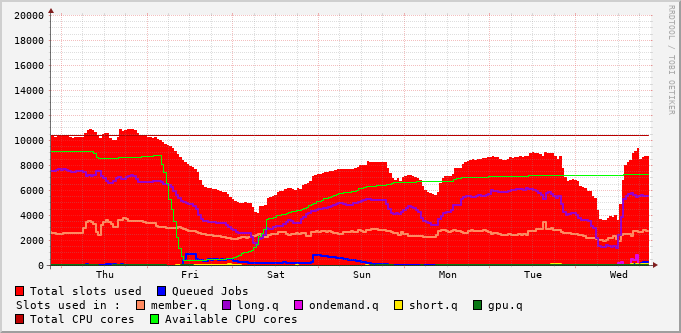 20000
18000
16000
14000
12000
10000
8000
6000
4000
2000
0
Thu Fri Sat Sun Mon Tue Wed
RRDTOOL / TOBI OETIKER
Total slots used Queued Jobs
Slots used in : member.q long.q ondemand.q short.q gpu.q
Total CPU cores Available CPU cores